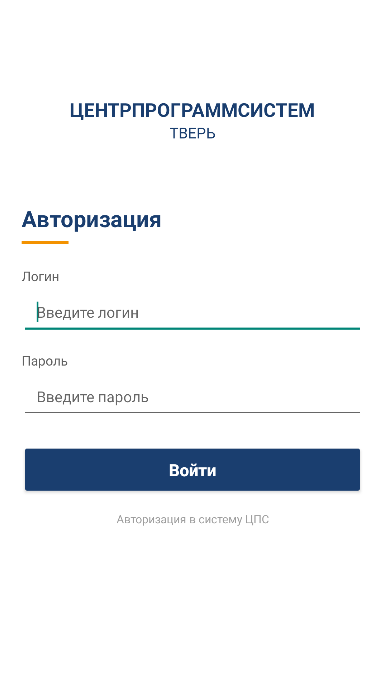 ЦЕНТРПРОГРАММСИСТЕМ
ТВЕРЬ
Авторизация
Логин
Введите логин
Пароль
Введите пароль
Войти
Авторизация в систему ЦПС